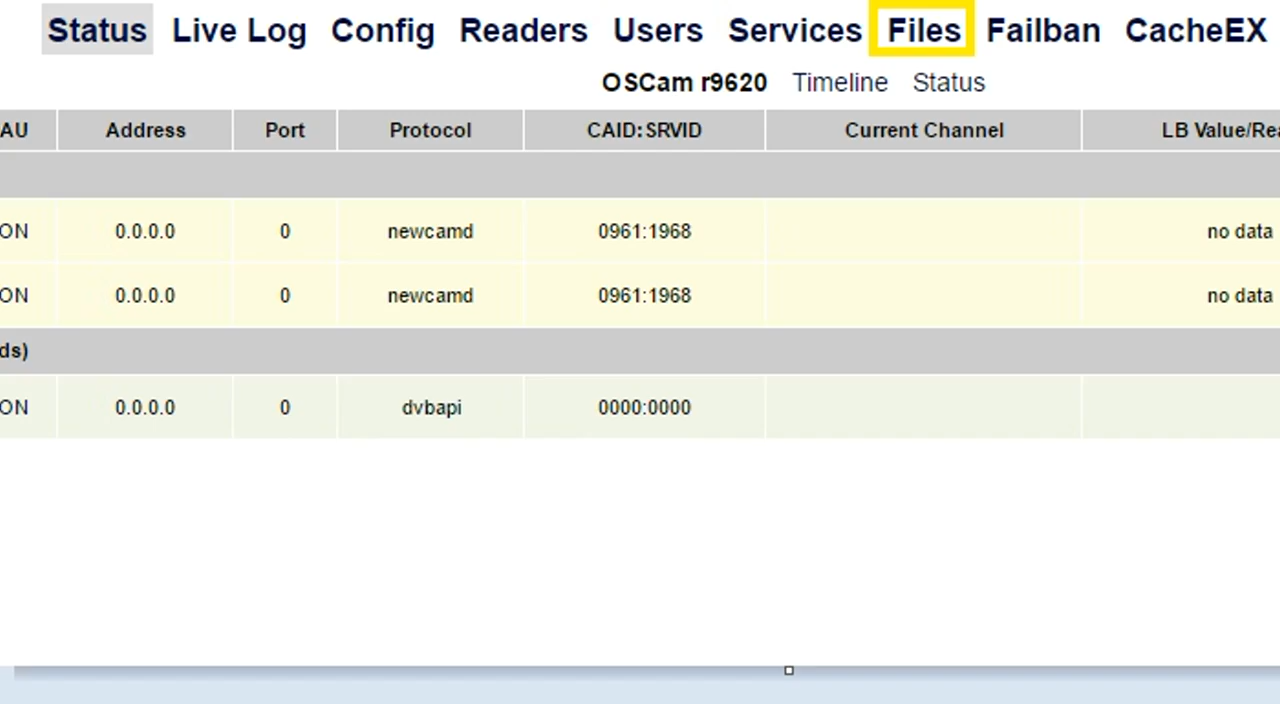 Status Live Log Config Readers Users Services Files Failban CacheEX
OSCam r9620 Timeline Status
AU Address Port Protocol CAID:SRVID Current Channel LB Value/Rea
ON 0.0.0.0 0 newcamd 0961:1968 no data
ON 0.0.0.0 0 newcamd 0961:1968 no data
ds)
ON 0.0.0.0 0 dvbapi 0000:0000